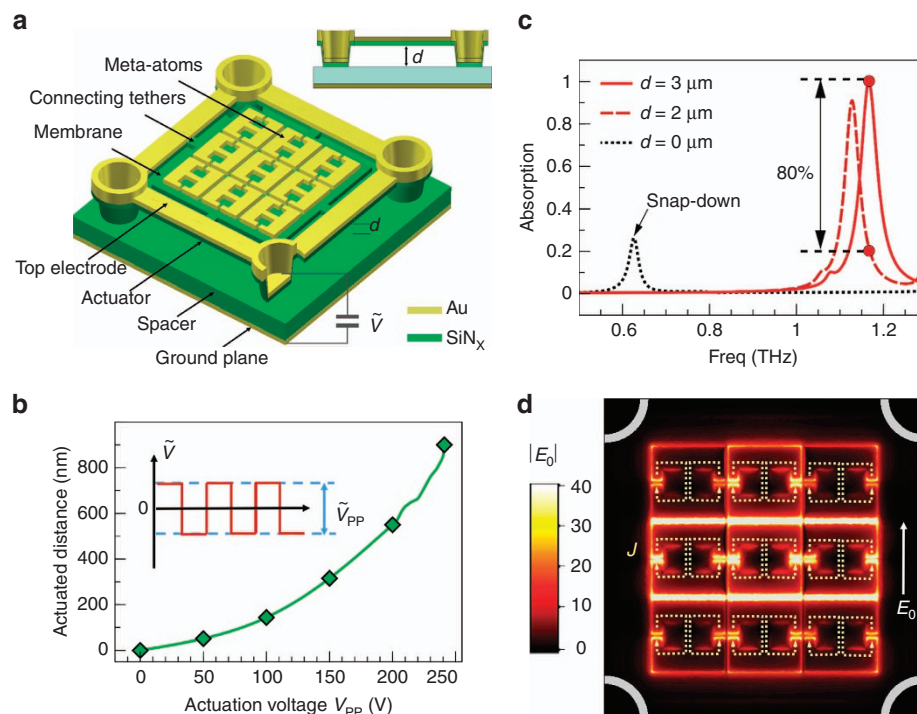 a
Meta-atoms
Connecting tethers
Membrane
Top electrode
Actuator
Spacer
Ground plane
d
d
Ṽ
Au
SiNX
b
Actuated distance (nm)
800
600
400
200
0
Ṽ
0
ṼPP
0 50 100 150 200 250
Actuation voltage VPP (V)
c
Absorption
1
0.8
0.6
0.4
0.2
0
d = 3 μm
d = 2 μm
d = 0 μm
80%
Snap-down
0.6 0.8 1 1.2
Freq (THz)
d
|E0|
40
30
20
10
0
J
E0